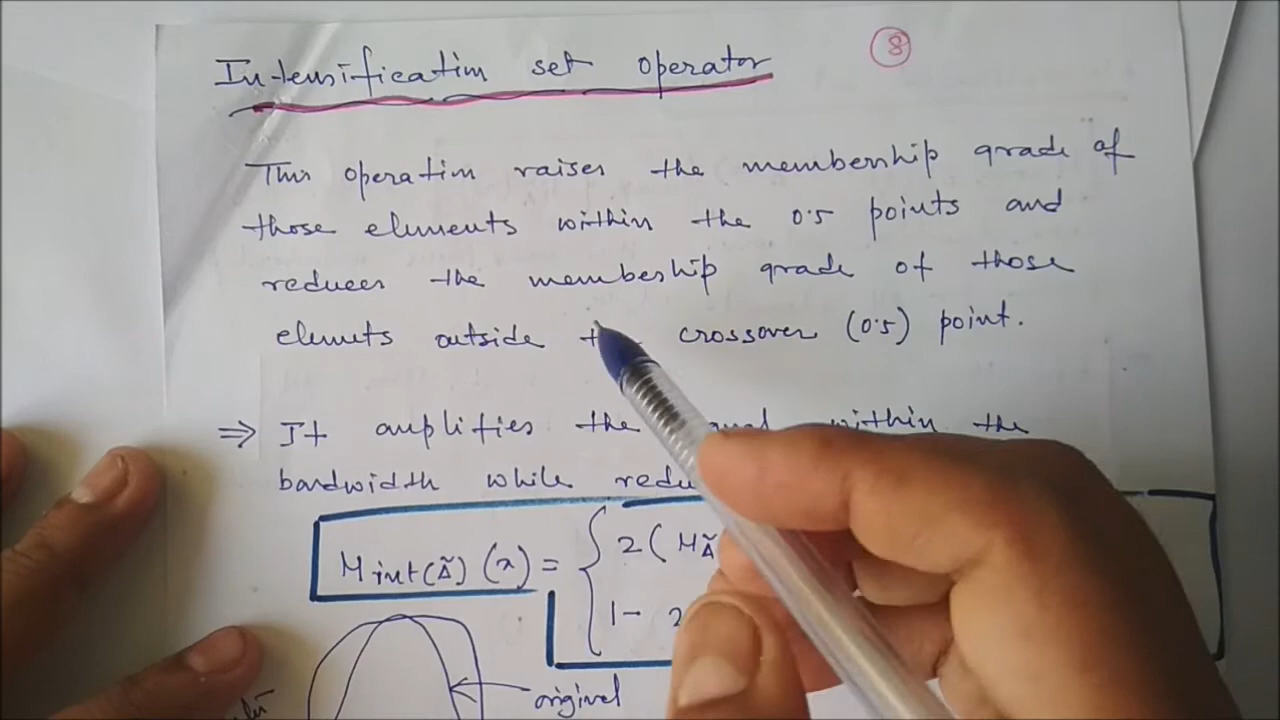 Intensification set operator
8
This operation raises the membership grade of
those elements within the 0.5 points and
reduces the membership grade of those
elements outside crossover (0.5) point.
⇒ It amplifies the within the
bandwidth while
μint(Ã) (x) = { 2 ( μÃ
1 - 2
original